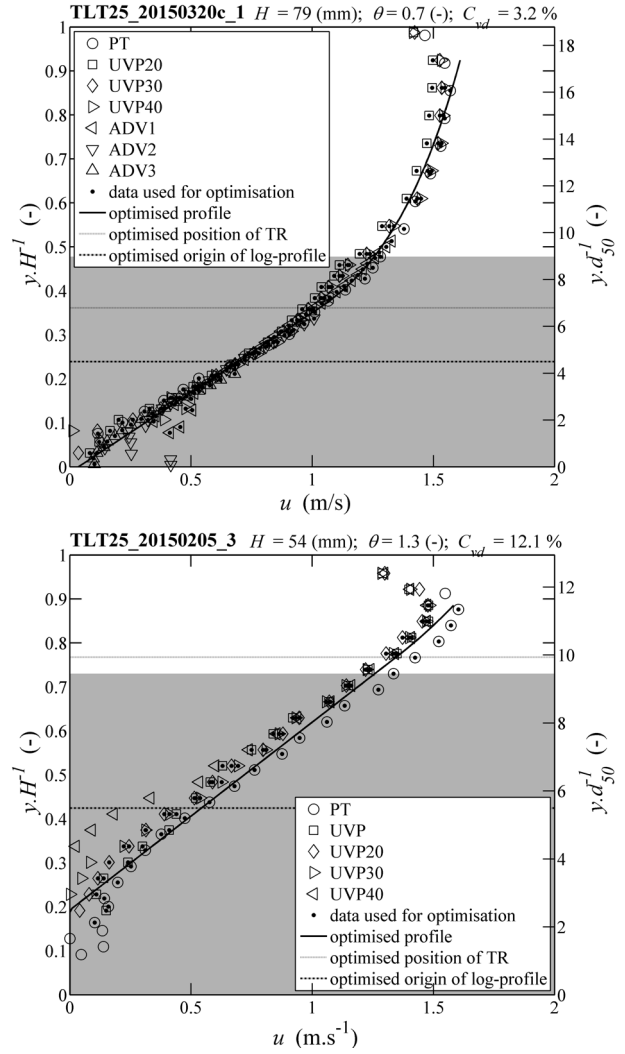 TLT25_20150320c_1 H = 79 (mm); θ = 0.7 (-); C_vd = 3.2 %
1
0.9
0.8
0.7
0.6
0.5
0.4
0.3
0.2
0.1
0
y.H^-1 (-)
PT
UVP20
UVP30
UVP40
ADV1
ADV2
ADV3
data used for optimisation
optimised profile
optimised position of TR
optimised origin of log-profile
18
16
14
12
10
8
6
4
2
0
y.d_50^-1 (-)
0 0.5 1 1.5 2
u (m/s)
TLT25_20150205_3 H = 54 (mm); θ = 1.3 (-); C_vd = 12.1 %
1
0.9
0.8
0.7
0.6
0.5
0.4
0.3
0.2
0.1
0
y.H^-1 (-)
12
10
8
6
4
2
0
y.d_50^-1 (-)
PT
UVP
UVP20
UVP30
UVP40
data used for optimisation
optimised profile
optimised position of TR
optimised origin of log-profile
0 0.5 1 1.5 2
u (m.s^-1)